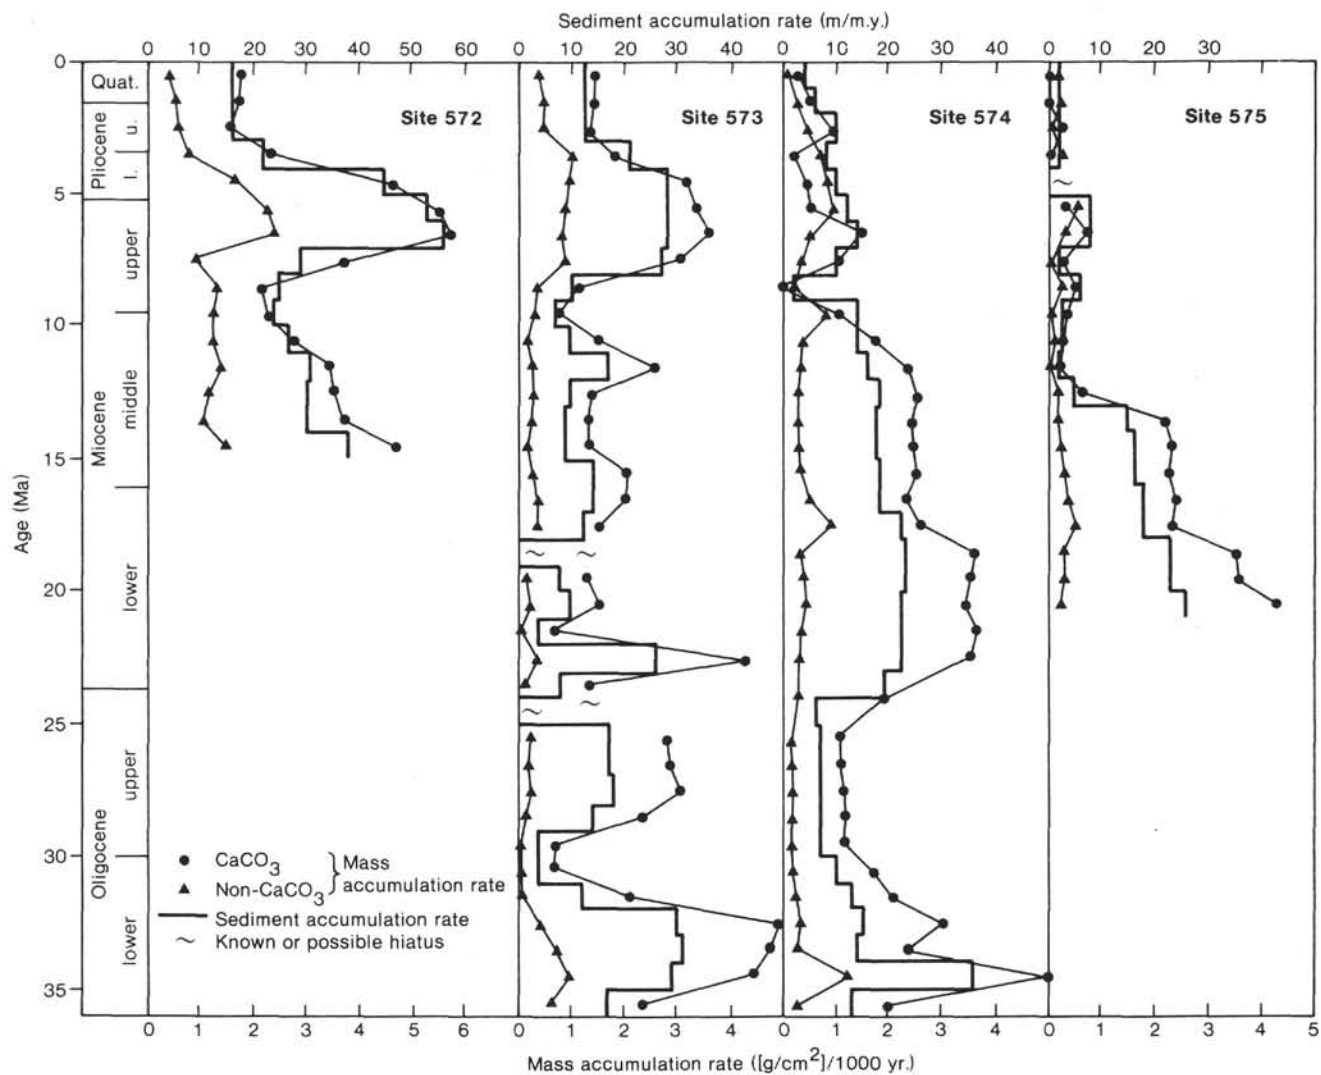 Sediment accumulation rate (m/m.y.)
0 10 20 30 40 50 60 0 10 20 30 40 0 10 20 30 40 0 10 20 30
0
Quat.
Site 572 Site 573 Site 574 Site 575
Pliocene
u.
l.
5
upper
10
Miocene
middle
15
Age (Ma)
lower
20
25
upper
Oligocene
30
lower
35
CaCO3
Non-CaCO3
Mass
accumulation rate
Sediment accumulation rate
~ Known or possible hiatus
0 1 2 3 4 5 6 0 1 2 3 4 0 1 2 3 4 0 1 2 3 4 5
Mass accumulation rate ([g/cm2]/1000 yr.)